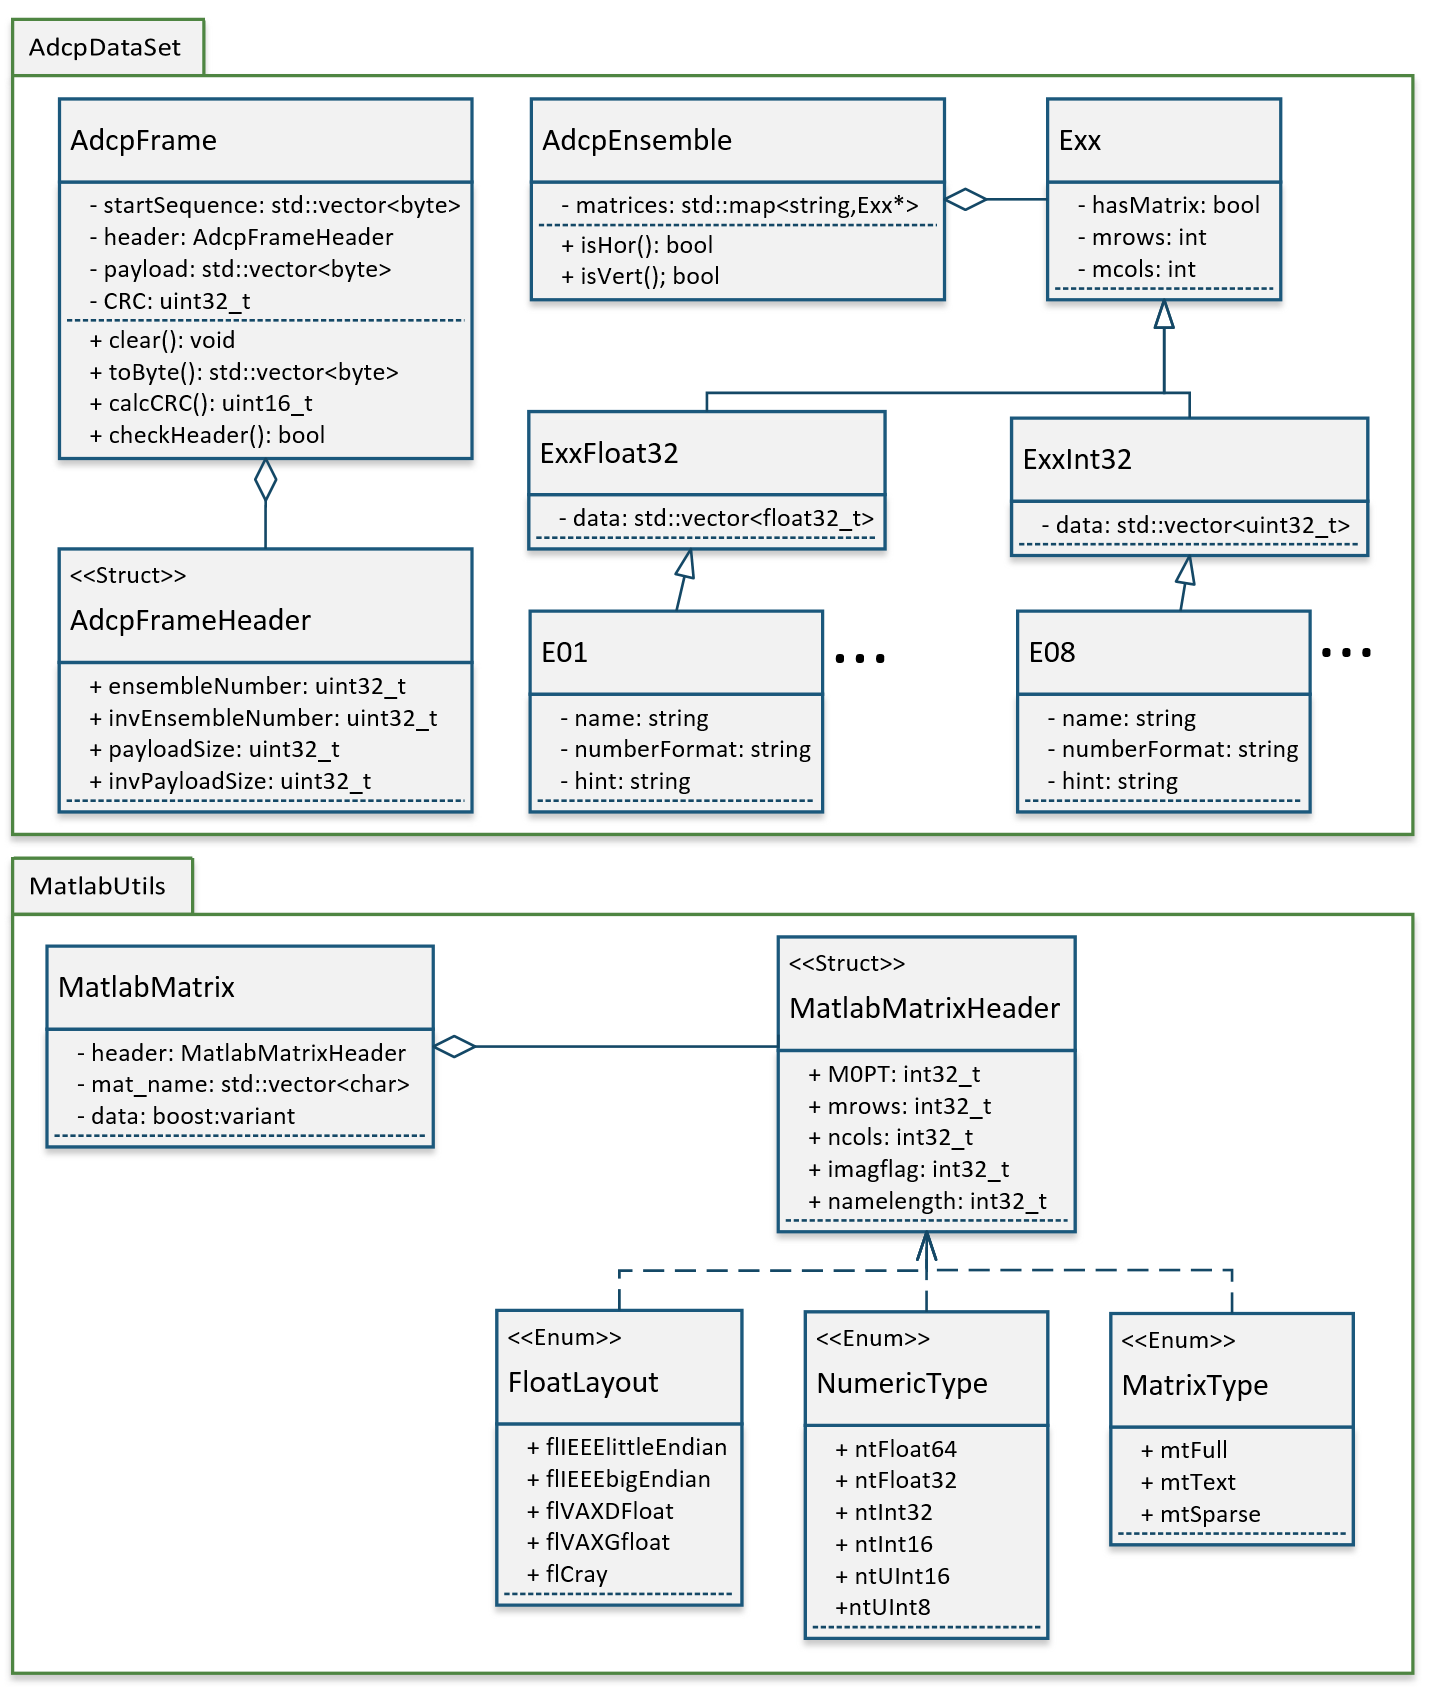 AdcpDataSet
AdcpFrame
- startSequence: std::vector<byte>
- header: AdcpFrameHeader
- payload: std::vector<byte>
- CRC: uint32_t
+ clear(): void
+ toByte(): std::vector<byte>
+ calcCRC(): uint16_t
+ checkHeader(): bool
AdcpEnsemble
- matrices: std::map<string,Exx*>
+ isHor(): bool
+ isVert(); bool
Exx
- hasMatrix: bool
- mrows: int
- mcols: int
ExxFloat32
- data: std::vector<float32_t>
ExxInt32
- data: std::vector<uint32_t>
<<Struct>>
AdcpFrameHeader
+ ensembleNumber: uint32_t
+ invEnsembleNumber: uint32_t
+ payloadSize: uint32_t
+ invPayloadSize: uint32_t
E01
- name: string
- numberFormat: string
- hint: string
...
E08
- name: string
- numberFormat: string
- hint: string
...
MatlabUtils
MatlabMatrix
- header: MatlabMatrixHeader
- mat_name: std::vector<char>
- data: boost:variant
<<Struct>>
MatlabMatrixHeader
+ M0PT: int32_t
+ mrows: int32_t
+ ncols: int32_t
+ imagflag: int32_t
+ namelength: int32_t
<<Enum>>
FloatLayout
+ flIEEElittleEndian
+ flIEEEbigEndian
+ flVAXDFloat
+ flVAXGfloat
+ flCray
<<Enum>>
NumericType
+ ntFloat64
+ ntFloat32
+ ntInt32
+ ntInt16
+ ntUInt16
+ntUInt8
<<Enum>>
MatrixType
+ mtFull
+ mtText
+ mtSparse